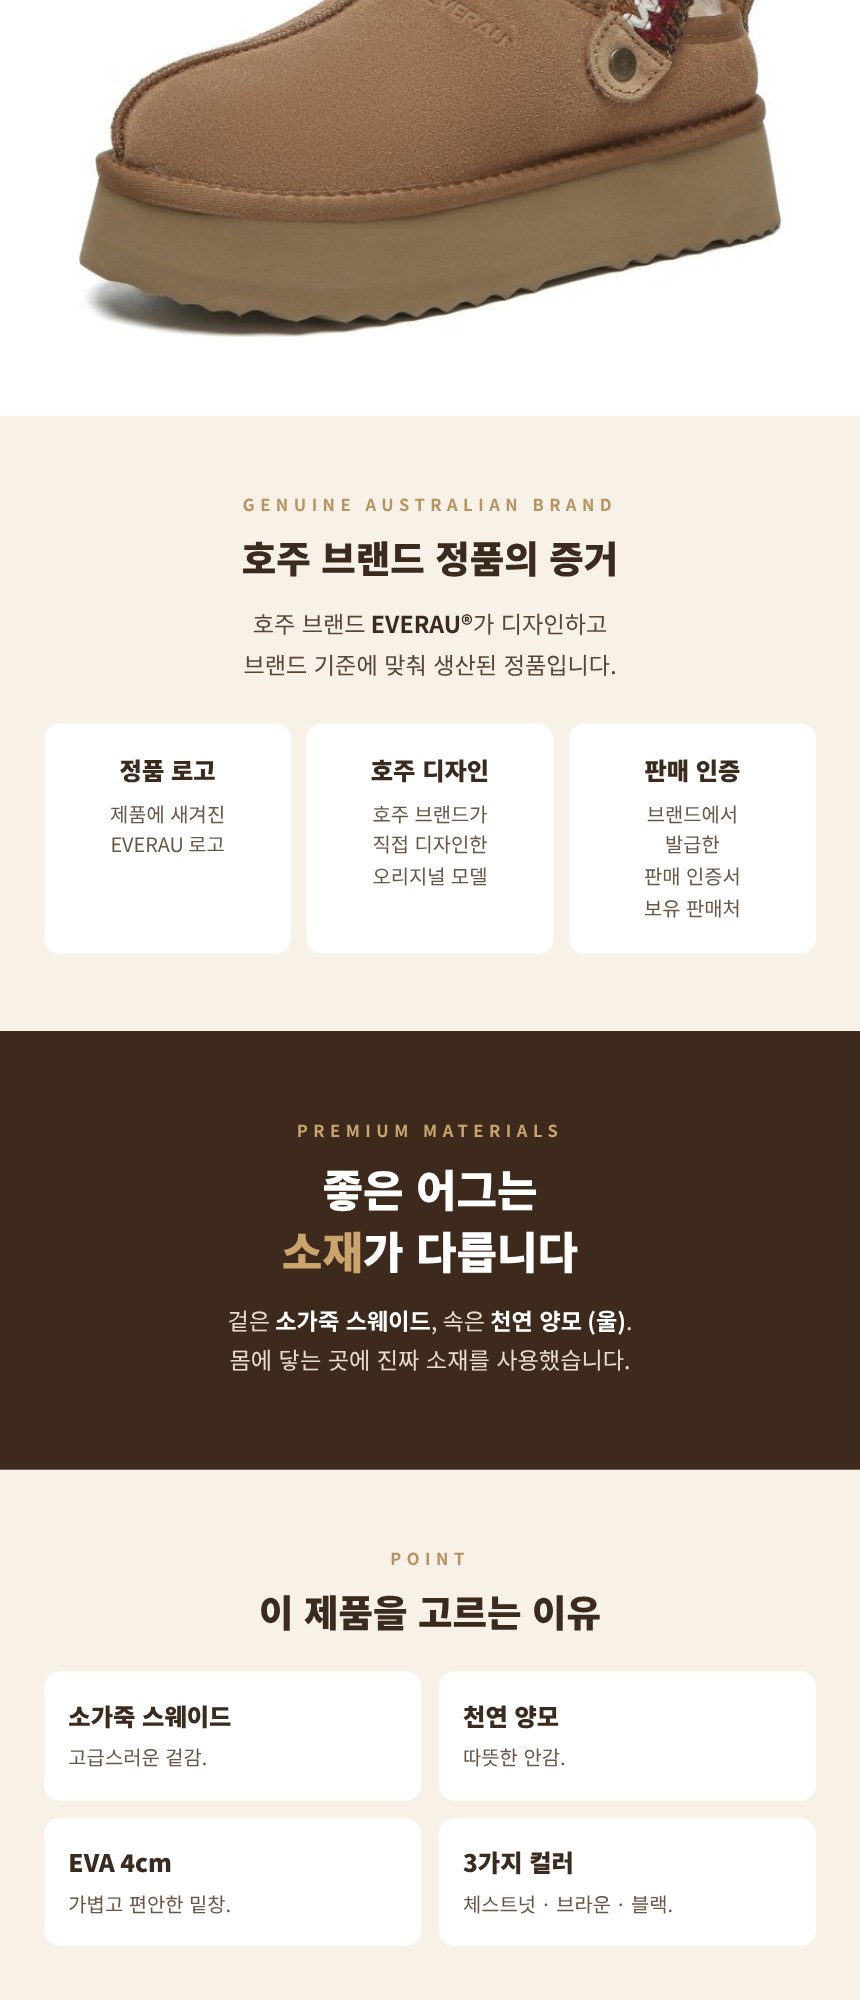 GENUINE AUSTRALIAN BRAND
호주 브랜드 정품의 증거
호주 브랜드 EVERAU®가 디자인하고
브랜드 기준에 맞춰 생산된 정품입니다.
정품 로고
제품에 새겨진
EVERAU 로고
호주 디자인
호주 브랜드가
직접 디자인한
오리지널 모델
판매 인증
브랜드에서
발급한
판매 인증서
보유 판매처
PREMIUM MATERIALS
좋은 어그는
소재가 다릅니다
겉은 소가죽 스웨이드, 속은 천연 양모 (울).
몸에 닿는 곳에 진짜 소재를 사용했습니다.
POINT
이 제품을 고르는 이유
소가죽 스웨이드
고급스러운 겉감.
천연 양모
따뜻한 안감.
EVA 4cm
가볍고 편안한 밑창.
3가지 컬러
체스트넛 · 브라운 · 블랙.